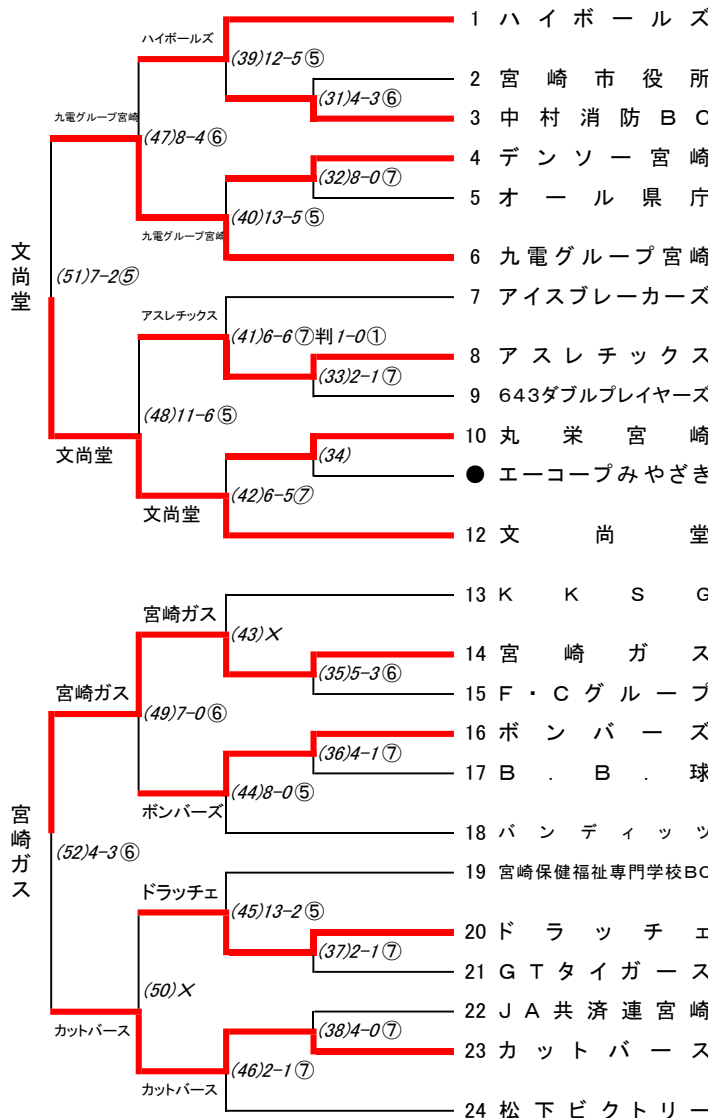 1 ハイボールズ
ハイボールズ
(39)12-5⑤
2 宮崎市役所
(31)4-3⑥
3 中村消防BC
九電グループ宮崎
(47)8-4⑥
4 デンソー宮崎
(32)8-0⑦
5 オール県庁
(40)13-5⑤
九電グループ宮崎
6 九電グループ宮崎
文尚堂
(51)7-2⑤
7 アイスブレーカーズ
アスレチックス
(41)6-6⑦判1-0①
8 アスレチックス
(33)2-1⑦
9 643ダブルプレイヤーズ
(48)11-6⑤
10 丸栄宮崎
文尚堂
(34)
● エーコープみやざき
(42)6-5⑦
文尚堂
12 文尚堂
13 KKSG
宮崎ガス
(43)×
14 宮崎ガス
(35)5-3⑥
15 F・Cグループ
宮崎ガス
(49)7-0⑥
16 ボンバーズ
(36)4-1⑦
17 B.B.球
(44)8-0⑤
ボンバーズ
18 バンディッツ
宮崎ガス
(52)4-3⑥
19 宮崎保健福祉専門学校BC
ドラッチェ
(45)13-2⑤
20 ドラッチェ
(37)2-1⑦
21 GTタイガース
(50)×
22 JA共済連宮崎
(38)4-0⑦
カットバース
23 カットバース
(46)2-1⑦
カットバース
24 松下ビクトリー